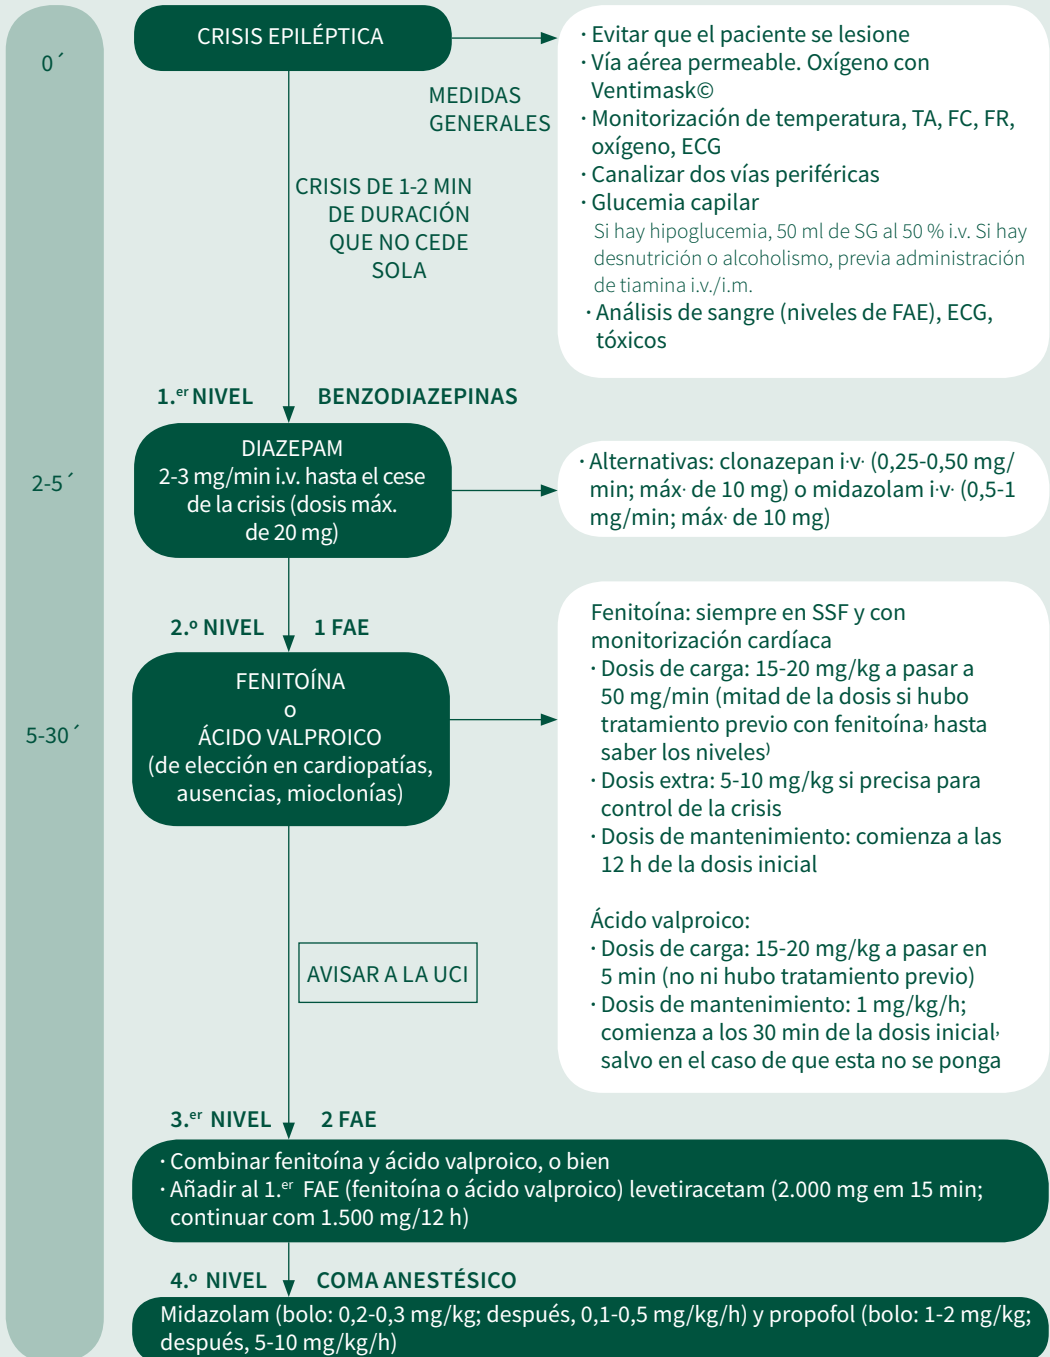 0´
CRISIS EPILÉPTICA
MEDIDAS
GENERALES
· Evitar que el paciente se lesione
· Vía aérea permeable. Oxígeno con
Ventimask©
· Monitorización de temperatura, TA, FC, FR,
oxígeno, ECG
· Canalizar dos vías periféricas
· Glucemia capilar
Si hay hipoglucemia, 50 ml de SG al 50 % i.v. Si hay
desnutrición o alcoholismo, previa administración
de tiamina i.v./i.m.
· Análisis de sangre (niveles de FAE), ECG,
tóxicos
CRISIS DE 1-2 MIN
DE DURACIÓN
QUE NO CEDE
SOLA
1.er NIVEL BENZODIAZEPINAS
2-5´
DIAZEPAM
2-3 mg/min i.v. hasta el cese
de la crisis (dosis máx.
de 20 mg)
· Alternativas: clonazepan i·v· (0,25-0,50 mg/
min; máx· de 10 mg) o midazolam i·v· (0,5-1
mg/min; máx· de 10 mg)
2.º NIVEL 1 FAE
5-30´
FENITOÍNA
o
ÁCIDO VALPROICO
(de elección en cardiopatías,
ausencias, mioclonías)
Fenitoína: siempre en SSF y con
monitorización cardíaca
· Dosis de carga: 15-20 mg/kg a pasar a
50 mg/min (mitad de la dosis si hubo
tratamiento previo con fenitoína, hasta
saber los niveles)
· Dosis extra: 5-10 mg/kg si precisa para
control de la crisis
· Dosis de mantenimiento: comienza a las
12 h de la dosis inicial
Ácido valproico:
· Dosis de carga: 15-20 mg/kg a pasar en
5 min (no ni hubo tratamiento previo)
· Dosis de mantenimiento: 1 mg/kg/h;
comienza a los 30 min de la dosis inicial,
salvo en el caso de que esta no se ponga
AVISAR A LA UCI
3.er NIVEL 2 FAE
· Combinar fenitoína y ácido valproico, o bien
· Añadir al 1.er FAE (fenitoína o ácido valproico) levetiracetam (2.000 mg em 15 min;
continuar com 1.500 mg/12 h)
4.º NIVEL COMA ANESTÉSICO
Midazolam (bolo: 0,2-0,3 mg/kg; después, 0,1-0,5 mg/kg/h) y propofol (bolo: 1-2 mg/kg;
después, 5-10 mg/kg/h)